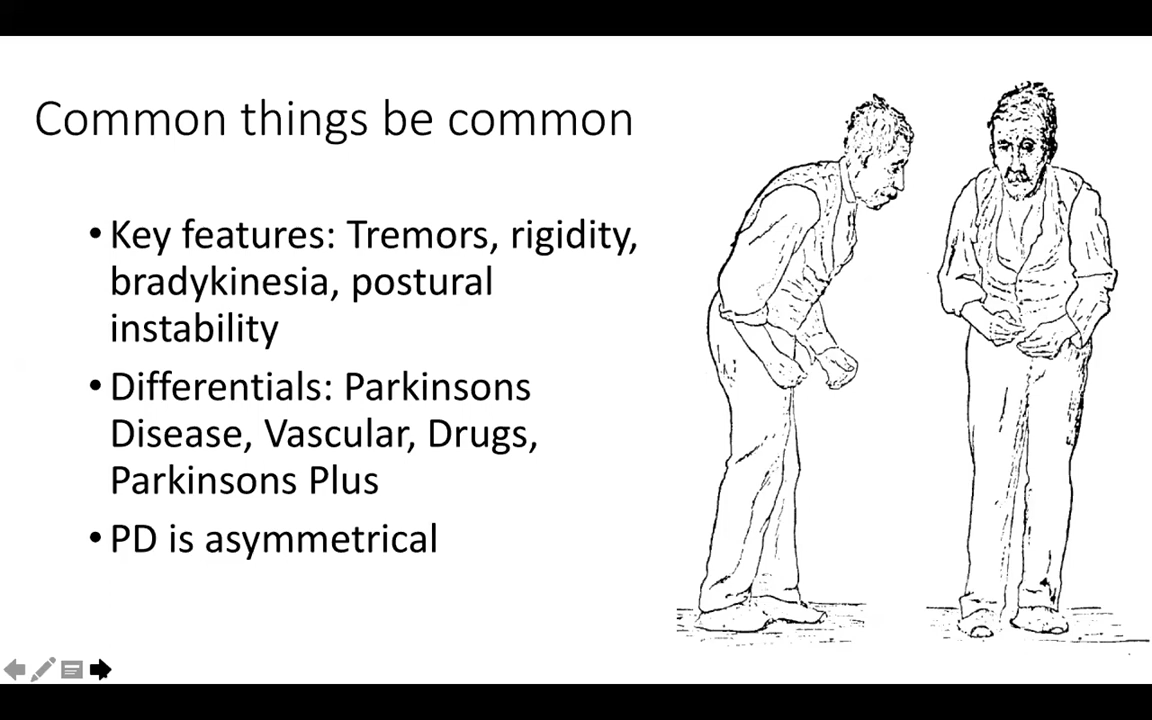 Common things be common
• Key features: Tremors, rigidity,
bradykinesia, postural
instability
• Differentials: Parkinsons
Disease, Vascular, Drugs,
Parkinsons Plus
• PD is asymmetrical